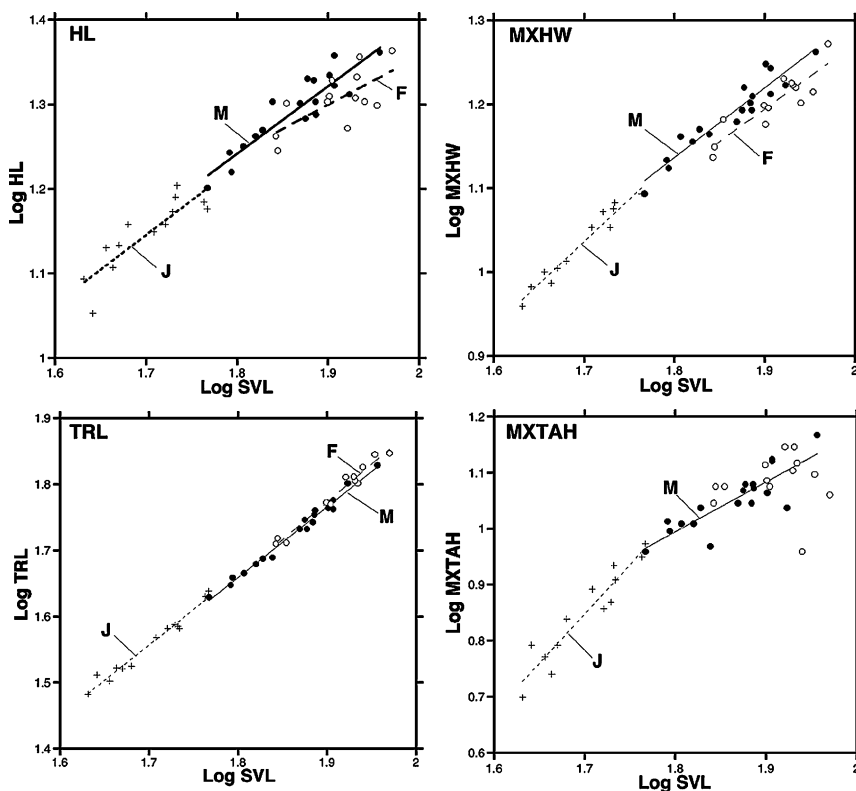 HL
1.4
1.3
1.2
1.1
1
Log HL
M
F
J
1.6
1.7
1.8
1.9
2
Log SVL
MXHW
1.3
1.2
1.1
1
0.9
Log MXHW
M
F
J
1.6
1.7
1.8
1.9
2
Log SVL
TRL
1.9
1.8
1.7
1.6
1.5
1.4
Log TRL
F
M
J
1.6
1.7
1.8
1.9
2
Log SVL
MXTAH
1.2
1.1
1
0.9
0.8
0.7
0.6
Log MXTAH
M
J
1.6
1.7
1.8
1.9
2
Log SVL